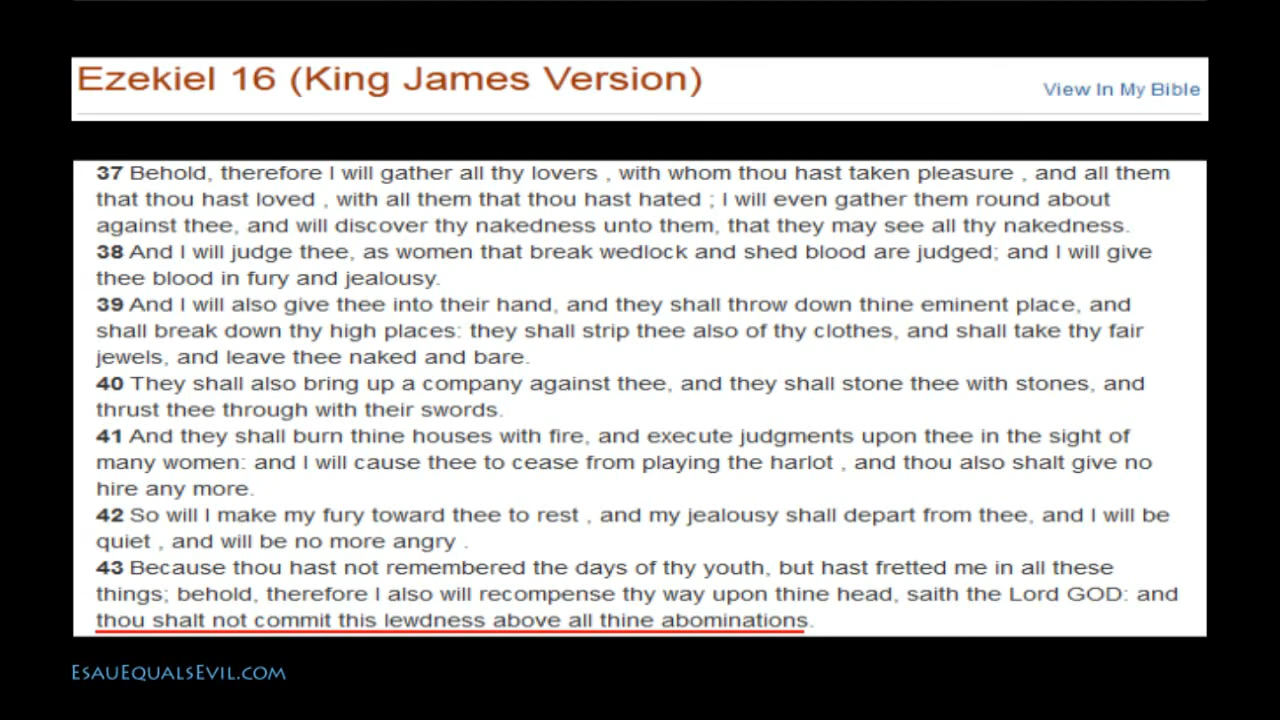 Ezekiel 16 (King James Version)
View In My Bible
37 Behold, therefore I will gather all thy lovers , with whom thou hast taken pleasure , and all them
that thou hast loved , with all them that thou hast hated ; I will even gather them round about
against thee, and will discover thy nakedness unto them, that they may see all thy nakedness.
38 And I will judge thee, as women that break wedlock and shed blood are judged; and I will give
thee blood in fury and jealousy.
39 And I will also give thee into their hand, and they shall throw down thine eminent place, and
shall break down thy high places: they shall strip thee also of thy clothes, and shall take thy fair
jewels, and leave thee naked and bare.
40 They shall also bring up a company against thee, and they shall stone thee with stones, and
thrust thee through with their swords.
41 And they shall burn thine houses with fire, and execute judgments upon thee in the sight of
many women: and I will cause thee to cease from playing the harlot , and thou also shalt give no
hire any more.
42 So will I make my fury toward thee to rest , and my jealousy shall depart from thee, and I will be
quiet , and will be no more angry .
43 Because thou hast not remembered the days of thy youth, but hast fretted me in all these
things; behold, therefore I also will recompense thy way upon thine head, saith the Lord GOD: and
thou shalt not commit this lewdness above all thine abominations.
EsauEqualsEvil.com